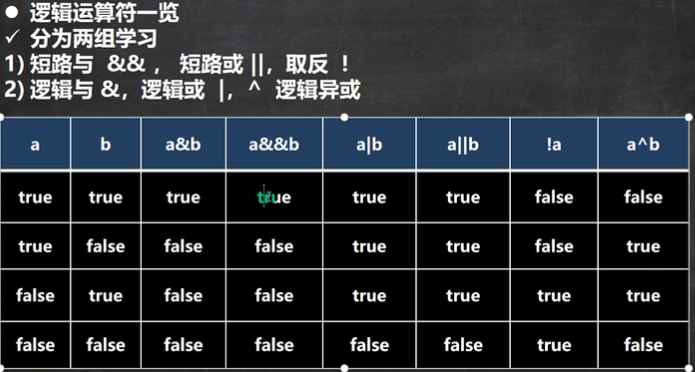 ● 逻辑运算符一览
✓ 分为两组学习
1) 短路与 && ， 短路或 ||，取反 ！
2) 逻辑与 &，逻辑或 |，^ 逻辑异或
a b a&b a&&b a|b a||b !a a^b
true true true true true true false false
true false false false true true false true
false true false false true true true true
false false false false false false true false